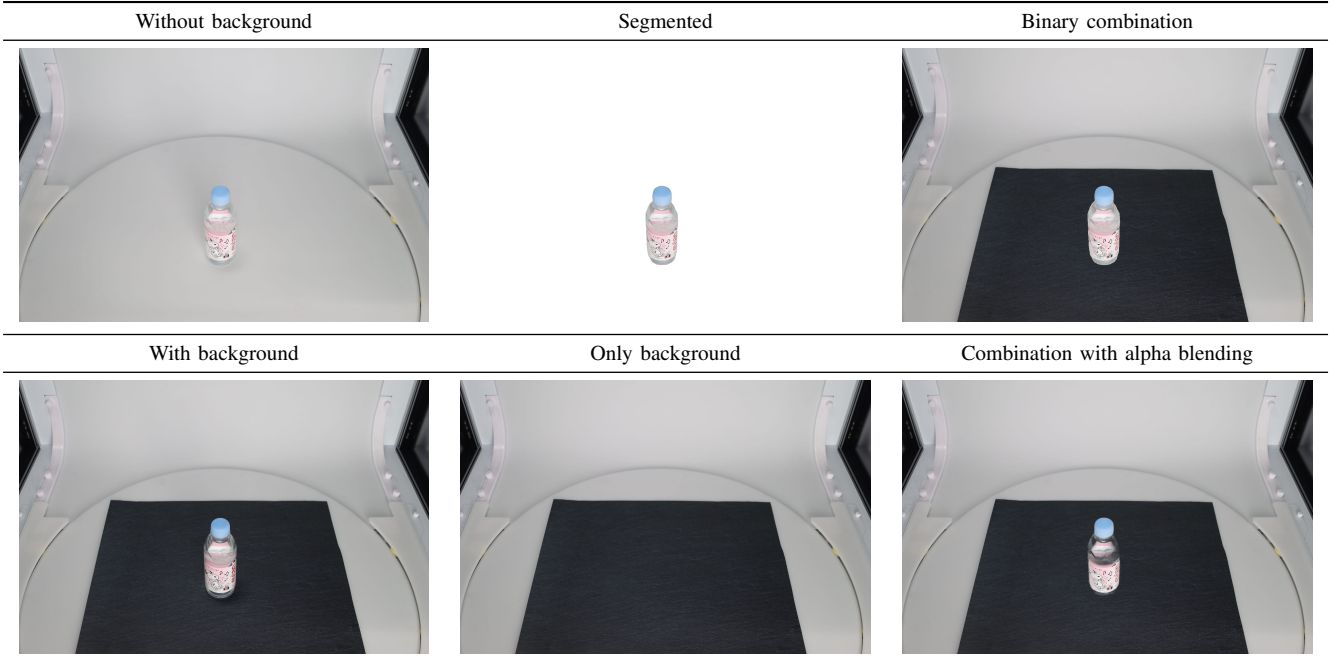 Without background
Segmented
Binary combination
With background
Only background
Combination with alpha blending